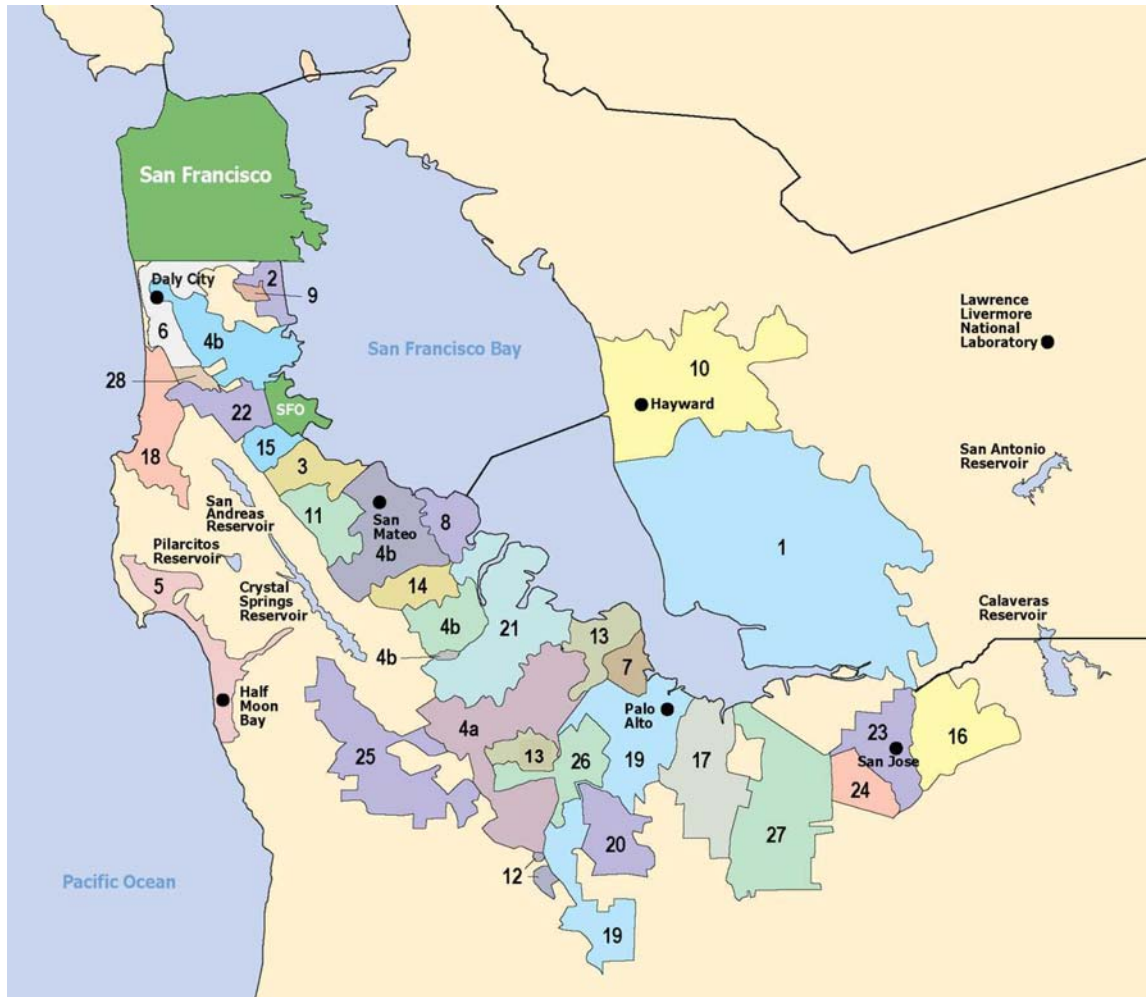 San Francisco
Daly City
2
9
6
4b
San Francisco Bay
Lawrence
Livermore
National
Laboratory
10
28
Hayward
22
SFO
15
18
3
San Antonio
Reservoir
San
Andreas
Reservoir
11
San
Mateo
4b
8
1
Pilarcitos
Reservoir
5
Crystal
Springs
Reservoir
14
Calaveras
Reservoir
4b
21
13
4b
7
Half
Moon
Bay
Palo
Alto
4a
23
16
25
13
26
19
17
San Jose
24
20
27
12
Pacific Ocean
19